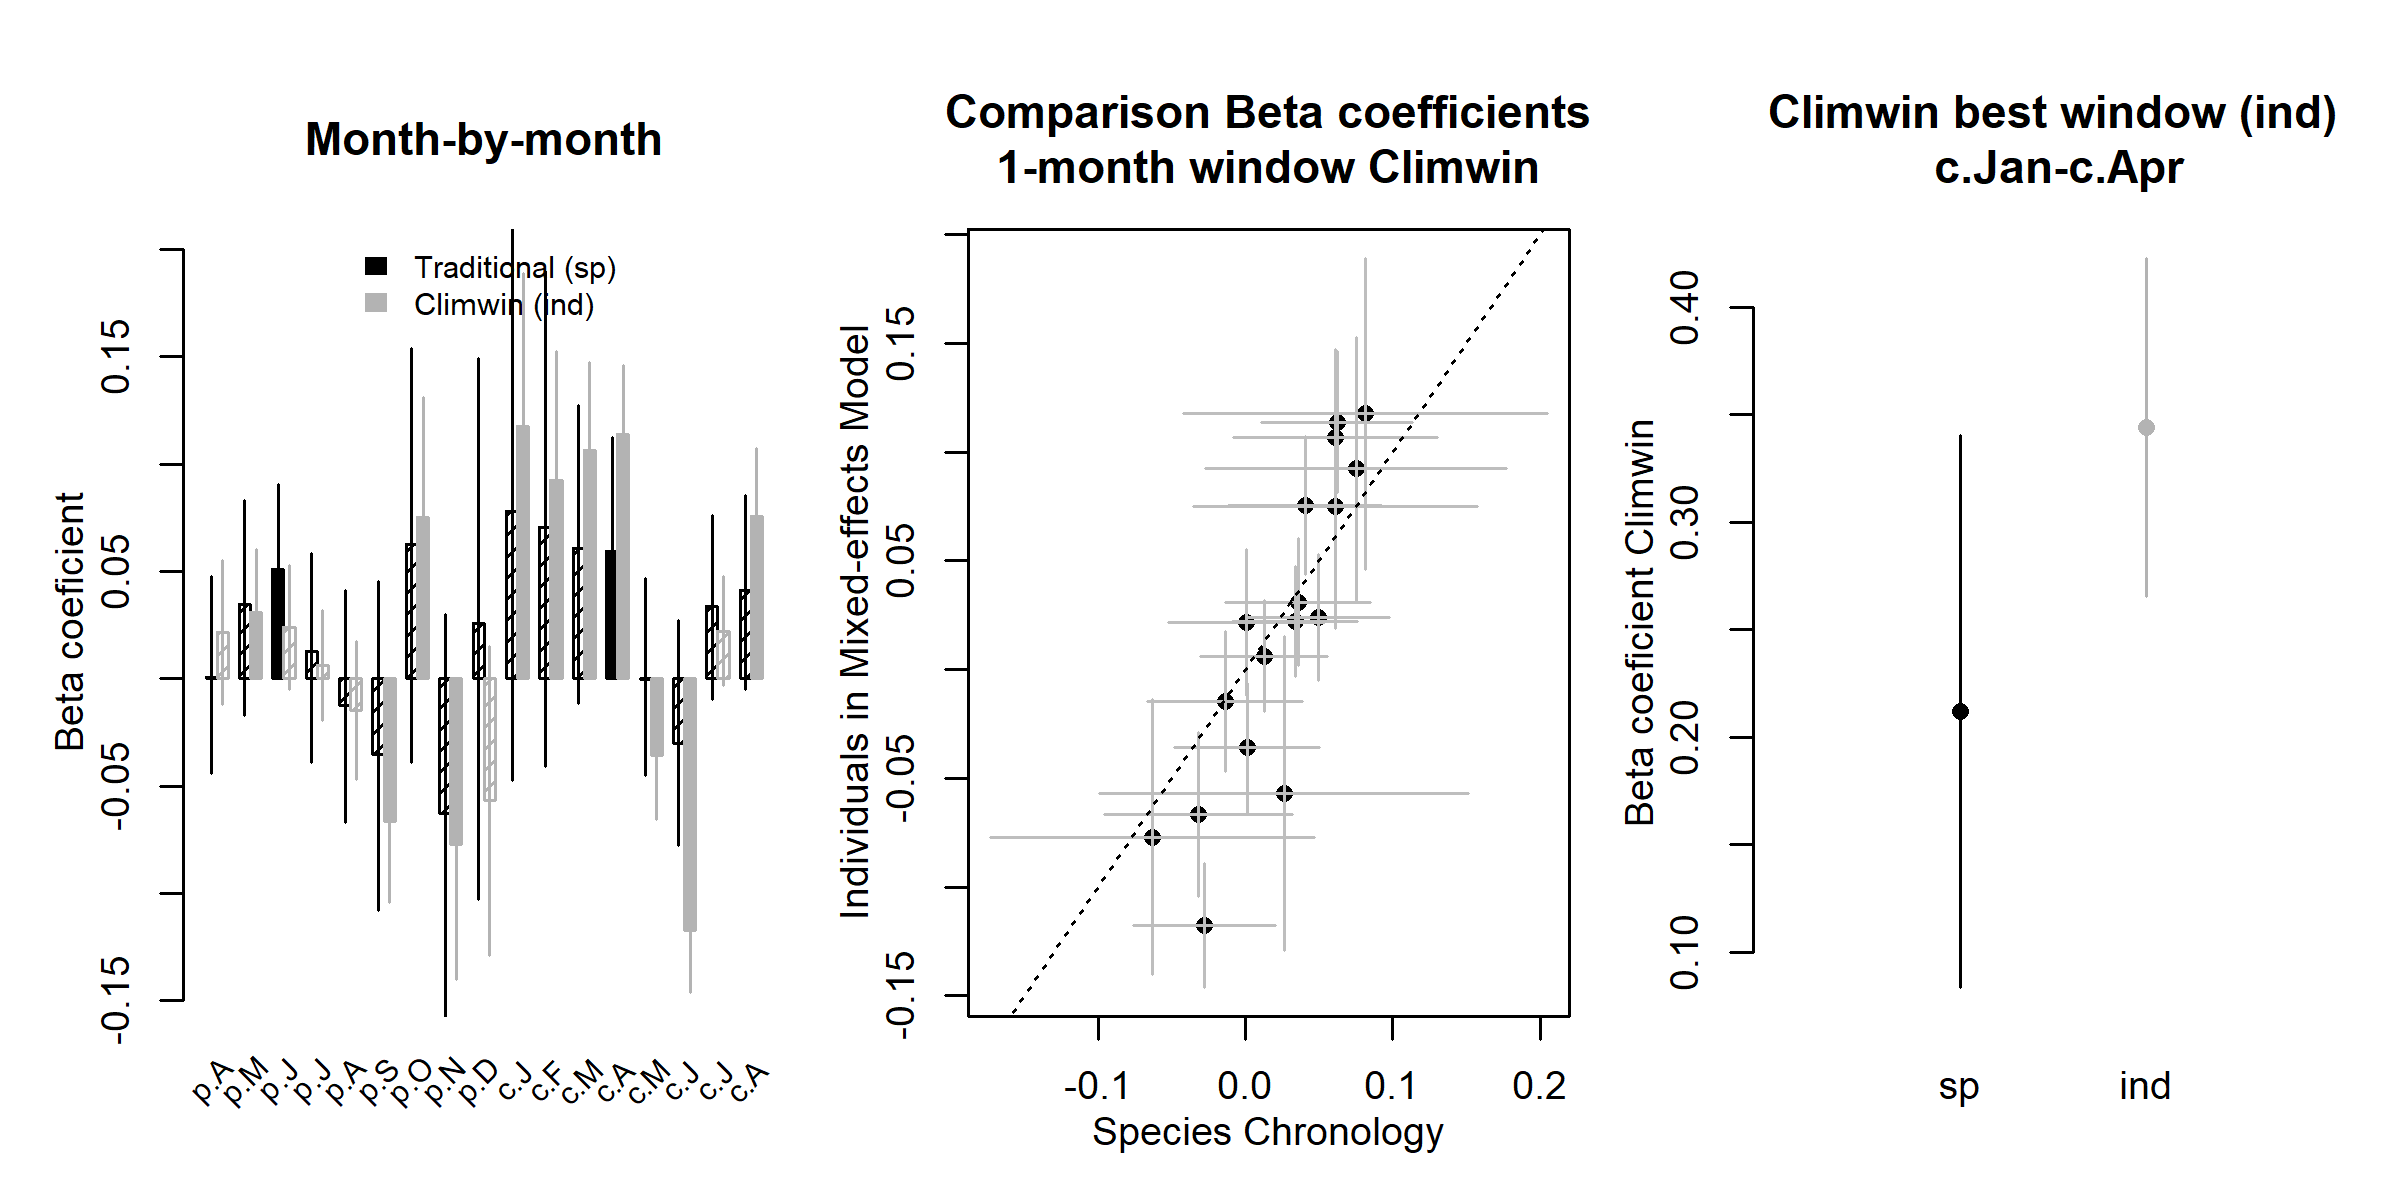 Month-by-month
Traditional (sp)
Climwin (ind)
Beta coeficient
0.15
0.05
-0.05
-0.15
p.A
p.M
p.J
p.J
p.A
p.S
p.O
p.N
p.D
c.J
c.F
c.M
c.A
c.M
c.J
c.J
c.A
Comparison Beta coefficients
1-month window Climwin
Individuals in Mixed-effects Model
0.15
0.05
-0.05
-0.15
-0.1 0.0 0.1 0.2
Species Chronology
Climwin best window (ind)
c.Jan-c.Apr
Beta coeficient Climwin
0.40
0.30
0.20
0.10
sp ind